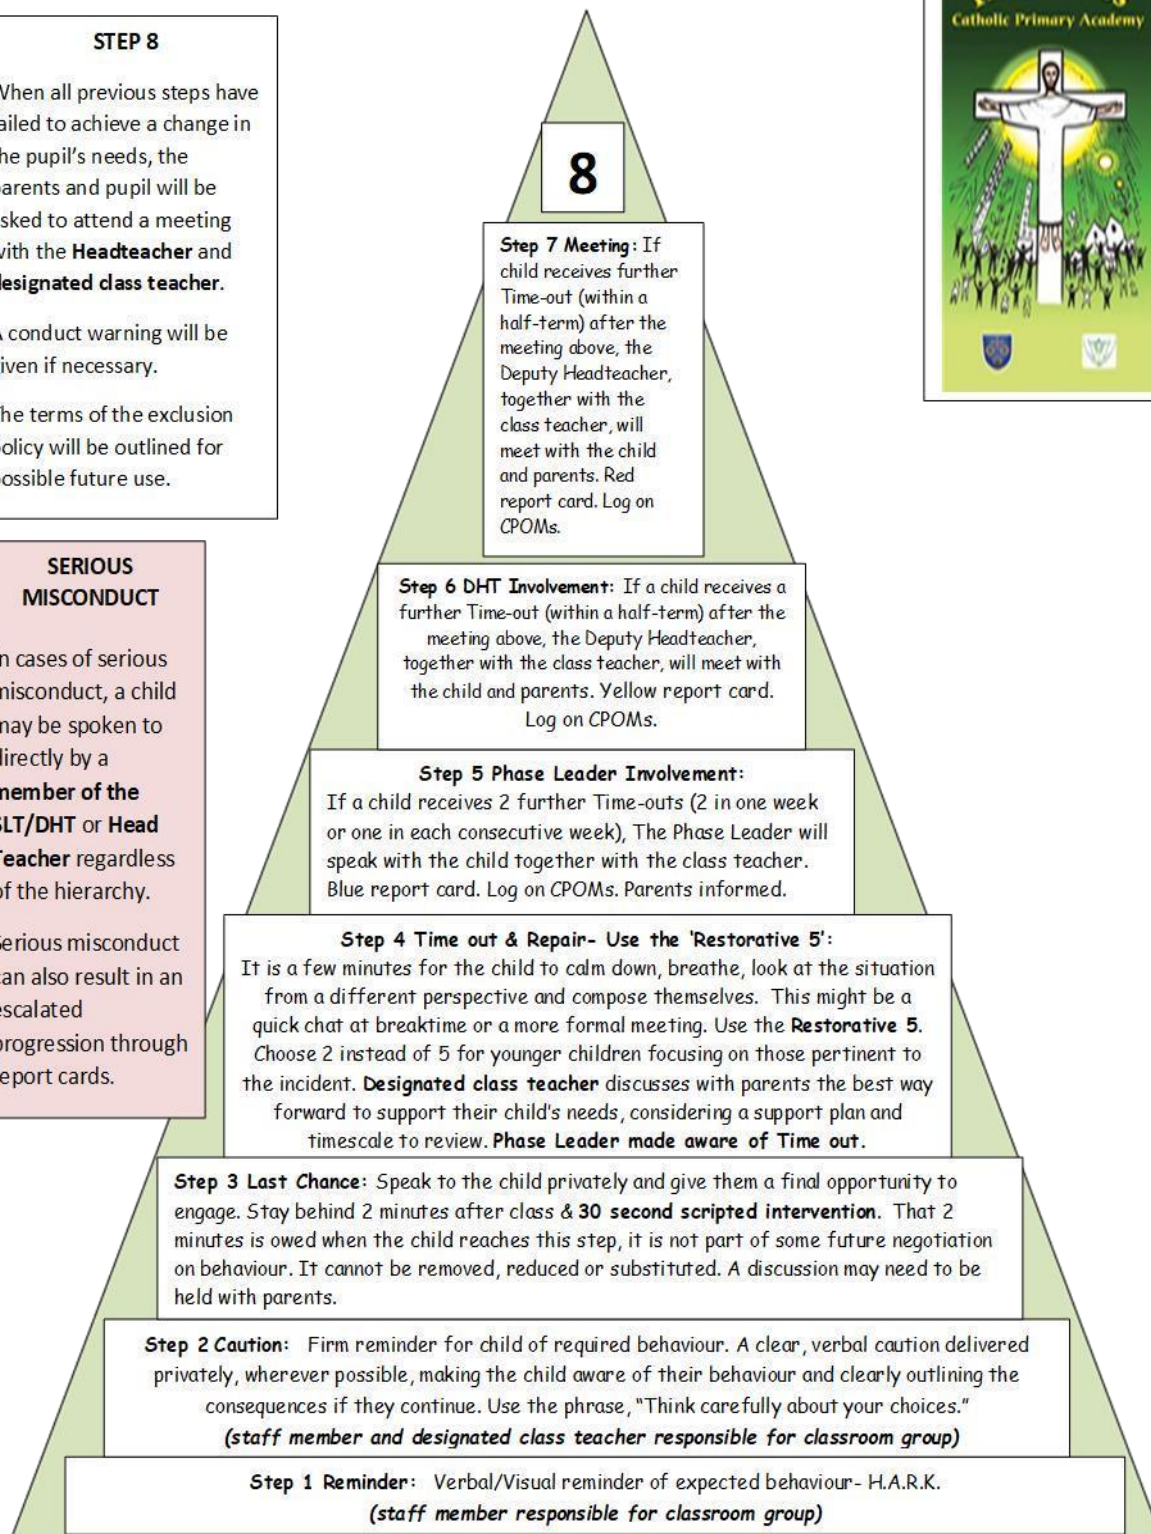 STEP 8
When all previous steps have
failed to achieve a change in
the pupil's needs, the
parents and pupil will be
asked to attend a meeting
with the Headteacher and
designated class teacher.
A conduct warning will be
given if necessary.
The terms of the exclusion
policy will be outlined for
possible future use.
SERIOUS
MISCONDUCT
In cases of serious
misconduct, a child
may be spoken to
directly by a
member of the
SLT/DHT or Head
Teacher regardless
of the hierarchy.
Serious misconduct
can also result in an
escalated
progression through
report cards.
Catholic Primary Academy
8
Step 7 Meeting: If
child receives further
Time-out (within a
half-term) after the
meeting above, the
Deputy Headteacher,
together with the
class teacher, will
meet with the child
and parents. Red
report card. Log on
CPOMs.
Step 6 DHT Involvement: If a child receives a
further Time-out (within a half-term) after the
meeting above, the Deputy Headteacher,
together with the class teacher, will meet with
the child and parents. Yellow report card.
Log on CPOMs.
Step 5 Phase Leader Involvement:
If a child receives 2 further Time-outs (2 in one week
or one in each consecutive week), The Phase Leader will
speak with the child together with the class teacher.
Blue report card. Log on CPOMs. Parents informed.
Step 4 Time out & Repair- Use the 'Restorative 5':
It is a few minutes for the child to calm down, breathe, look at the situation
from a different perspective and compose themselves. This might be a
quick chat at breaktime or a more formal meeting. Use the Restorative 5.
Choose 2 instead of 5 for younger children focusing on those pertinent to
the incident. Designated class teacher discusses with parents the best way
forward to support their child's needs, considering a support plan and
timescale to review. Phase Leader made aware of Time out.
Step 3 Last Chance: Speak to the child privately and give them a final opportunity to
engage. Stay behind 2 minutes after class & 30 second scripted intervention. That 2
minutes is owed when the child reaches this step, it is not part of some future negotiation
on behaviour. It cannot be removed, reduced or substituted. A discussion may need to be
held with parents.
Step 2 Caution: Firm reminder for child of required behaviour. A clear, verbal caution delivered
privately, wherever possible, making the child aware of their behaviour and clearly outlining the
consequences if they continue. Use the phrase, "Think carefully about your choices."
(staff member and designated class teacher responsible for classroom group)
Step 1 Reminder: Verbal/Visual reminder of expected behaviour- H.A.R.K.
(staff member responsible for classroom group)